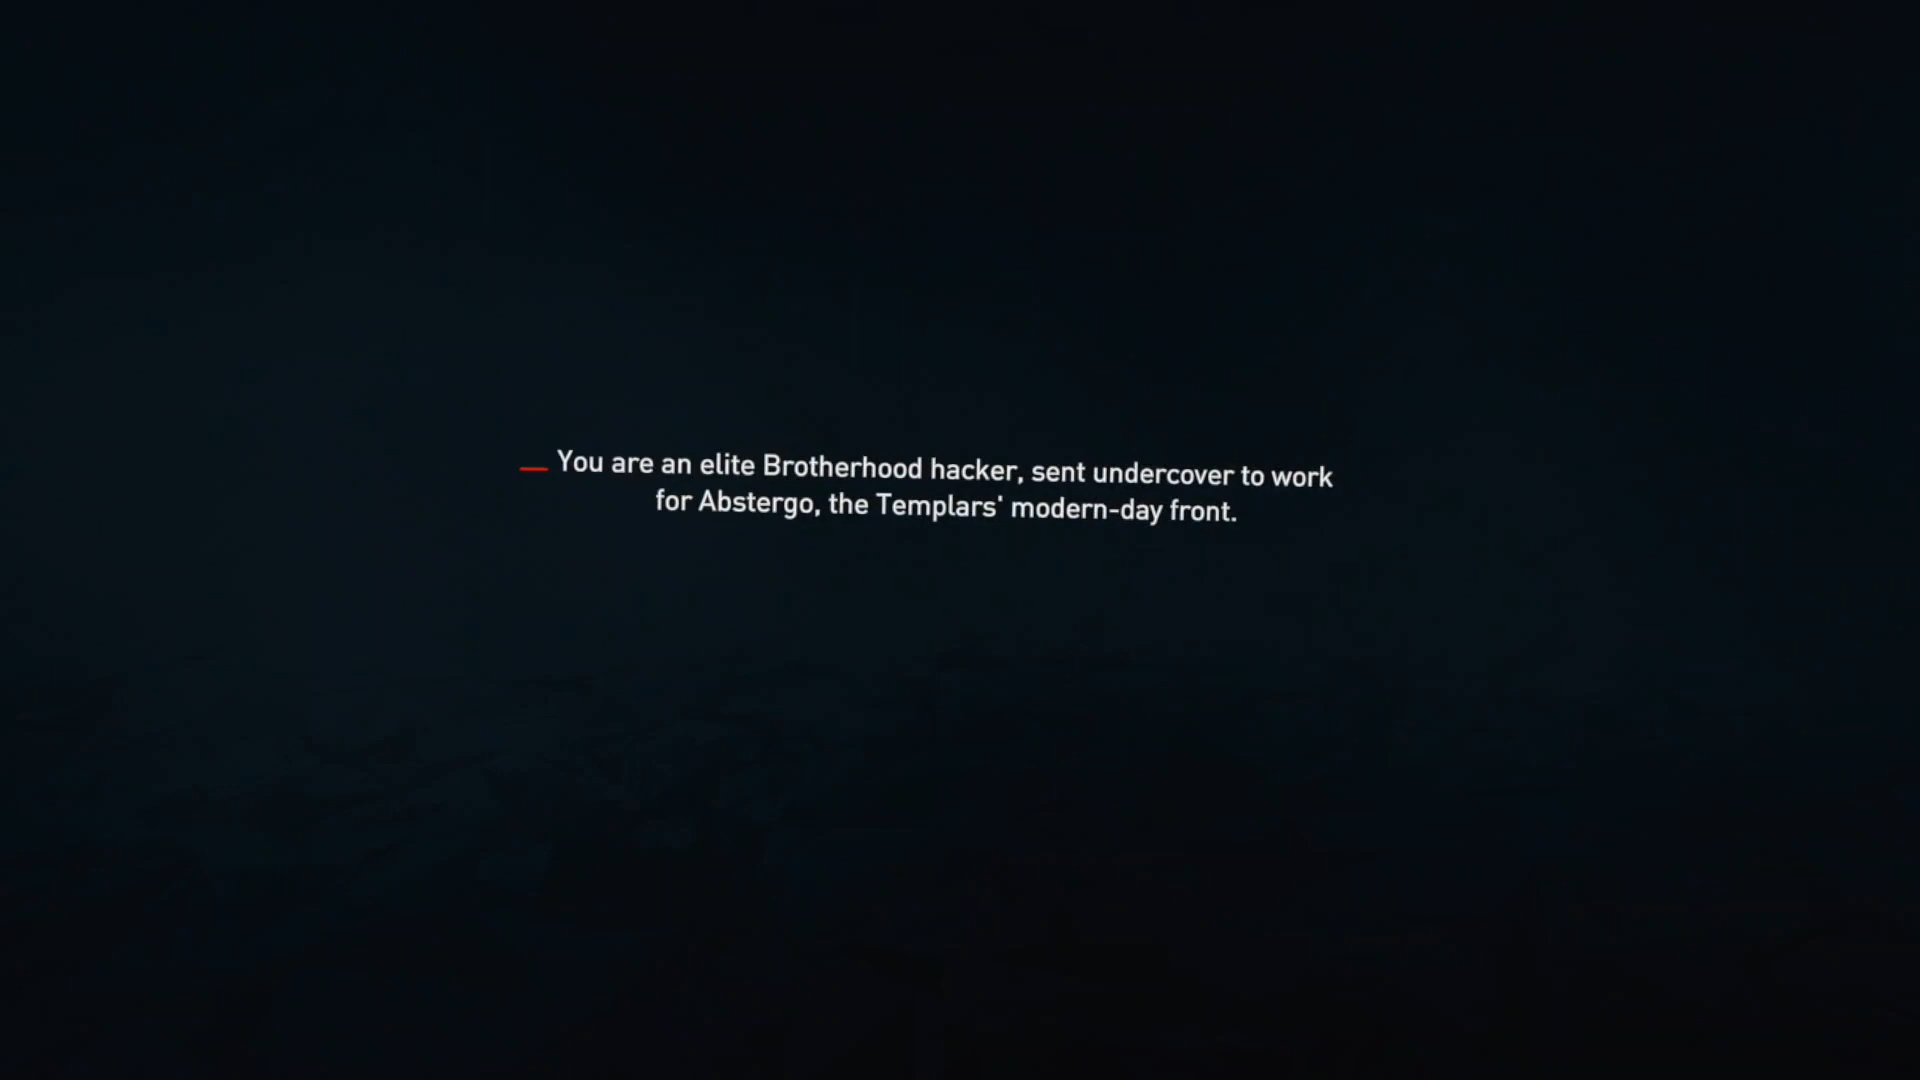 You are an elite Brotherhood hacker, sent undercover to work
for Abstergo, the Templars' modern-day front.